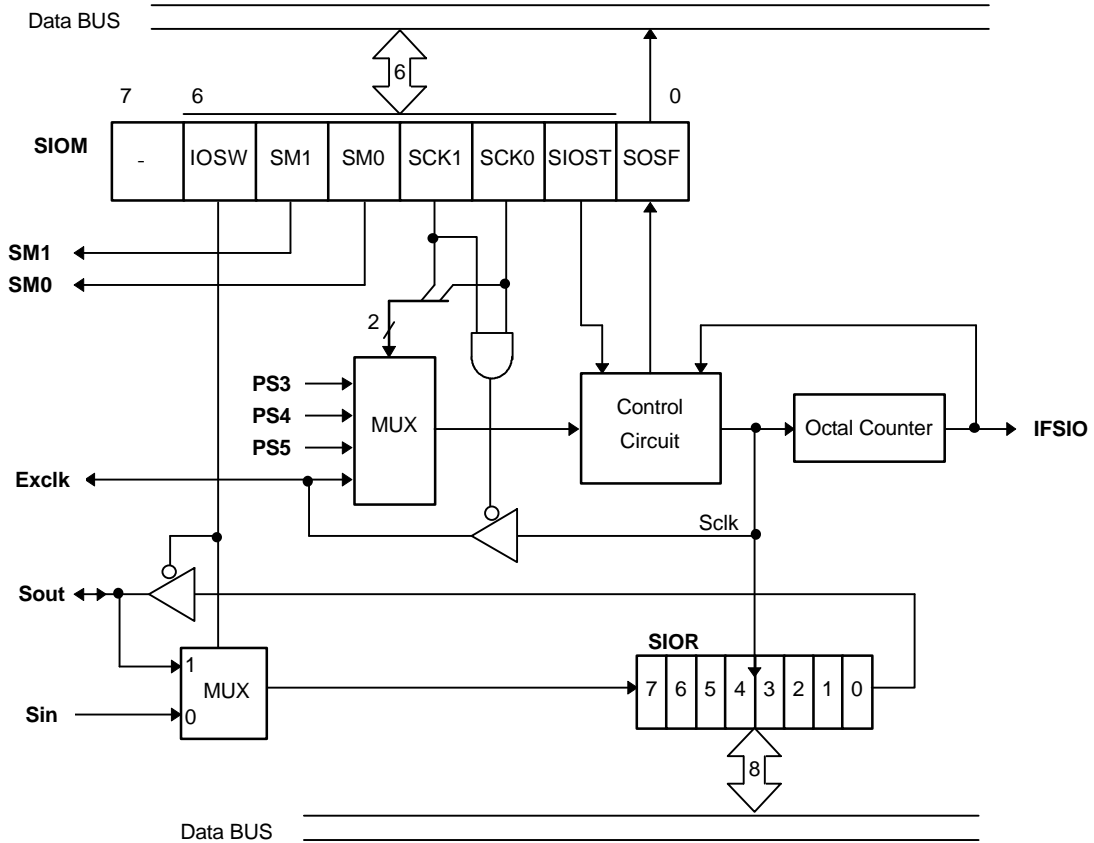 Data BUS
6
7 6 0
SIOM
- IOSW SM1 SM0 SCK1 SCK0 SIOST SOSF
SM1
SM0
2
PS3
PS4
PS5
MUX
Control
Circuit
Octal Counter
IFSIO
Exclk
Sclk
Sout
SIOR
1
MUX
0
Sin
7 6 5 4 3 2 1 0
8
Data BUS